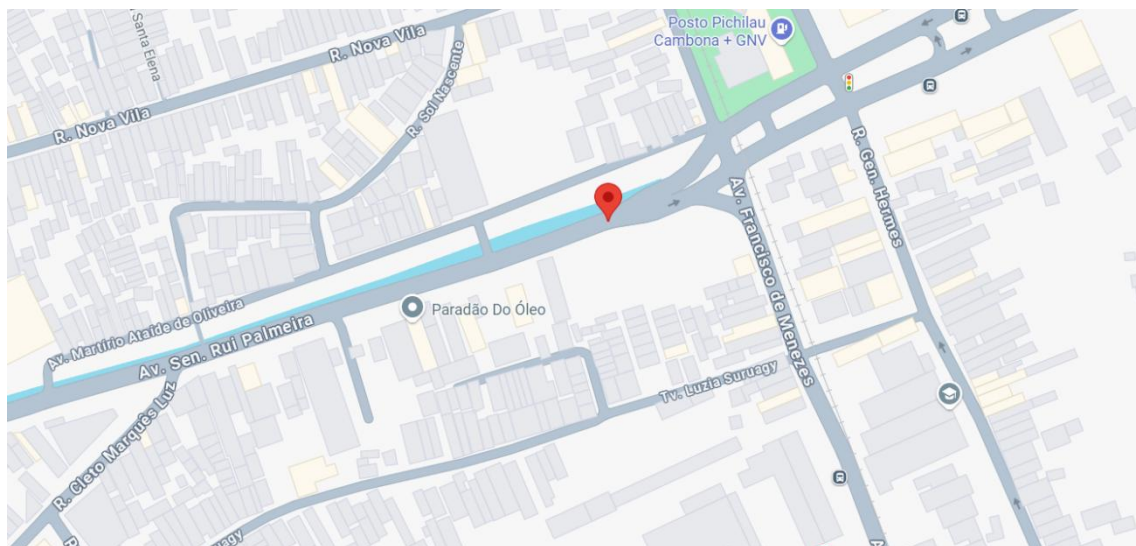 Santa Elena
R. Nova Vila
R. Nova Vila
R. Sol Nascente
Posto Pichilau
Cambona + GNV
R. Gen. Hermes
Av. Francisco de Menezes
Av. Martírio Ataíde de Oliveira
Av. Sen. Rui Palmeira
Paradão Do Óleo
R. Cleto Marquês Luz
Tv. Luzia Suruagy